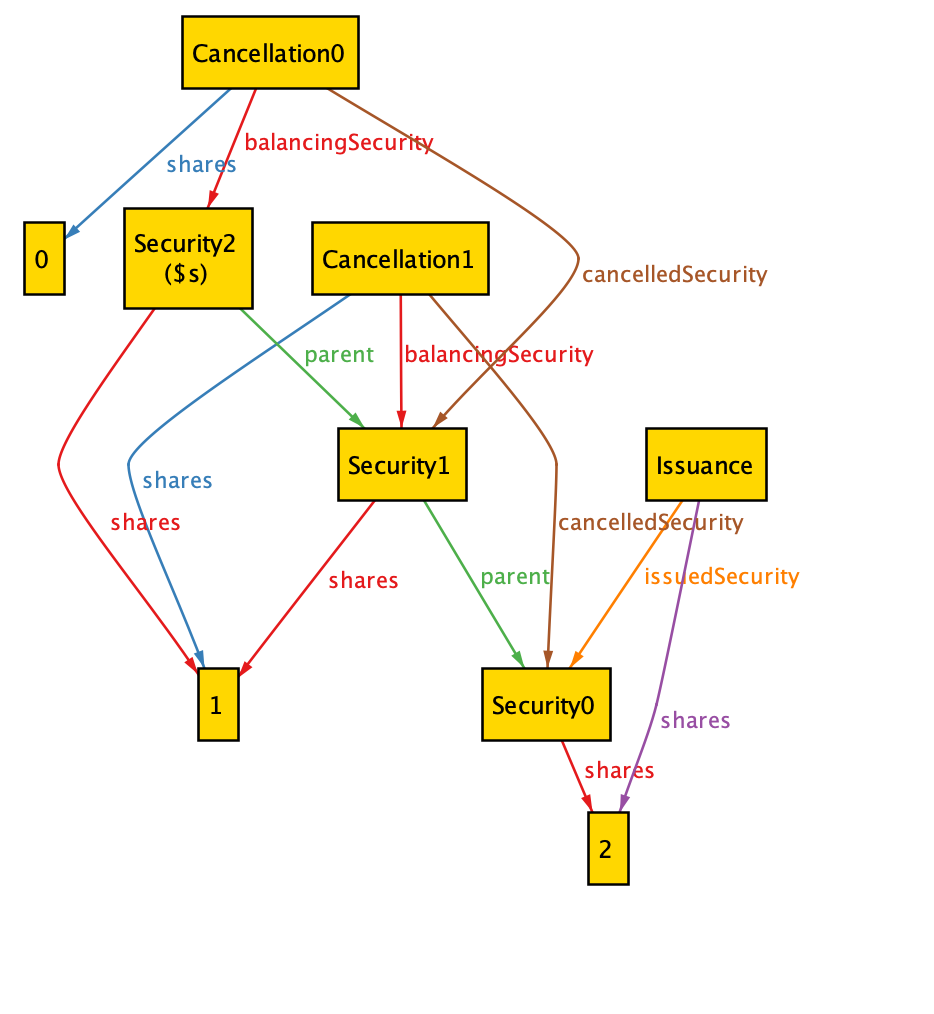 Cancellation0
balancingSecurity
shares
Security2
($s)
0
Cancellation1
cancelledSecurity
parent
balancingSecurity
Security1
Issuance
shares
shares
cancelledSecurity
shares
parent
issuedSecurity
1
Security0
shares
shares
2